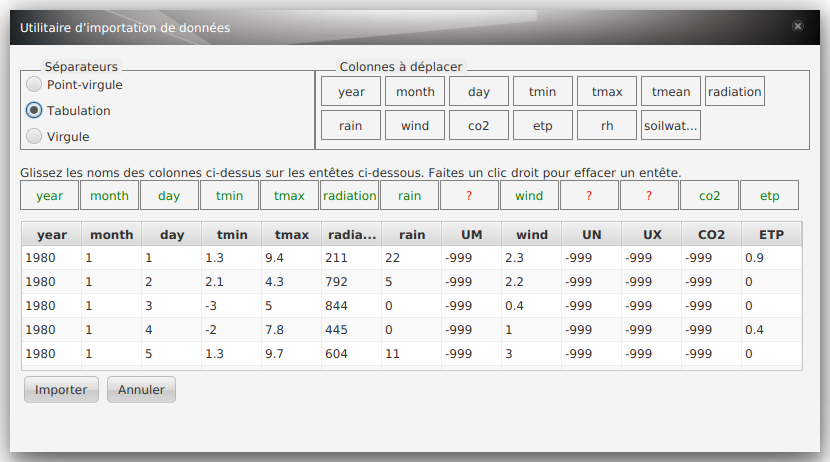 Utilitaire d’importation de données
Séparateurs
Point-virgule
Tabulation
Virgule
Colonnes à déplacer
year month day tmin tmax tmean radiation
rain wind co2 etp rh soilwat...
Glissez les noms des colonnes ci-dessus sur les entêtes ci-dessous. Faites un clic droit pour effacer un entête.
year month day tmin tmax radiation rain ? wind ? ? co2 etp
year month day tmin tmax radia... rain UM wind UN UX CO2 ETP
1980 1 1 1.3 9.4 211 22 -999 2.3 -999 -999 -999 0.9
1980 1 2 2.1 4.3 792 5 -999 2.2 -999 -999 -999 0
1980 1 3 -3 5 844 0 -999 0.4 -999 -999 -999 0
1980 1 4 -2 7.8 445 0 -999 1 -999 -999 -999 0.4
1980 1 5 1.3 9.7 604 11 -999 3 -999 -999 -999 0
Importer Annuler